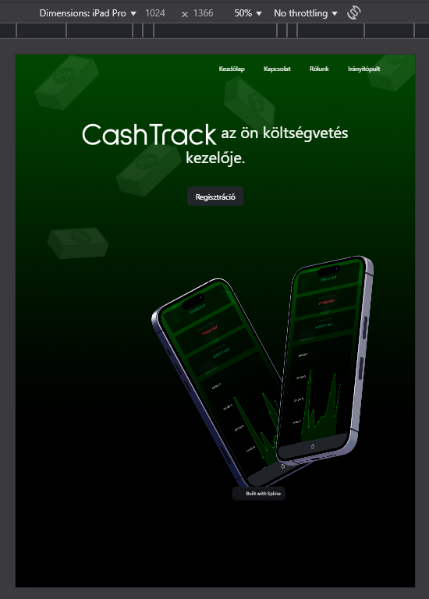 Dimensions: iPad Pro 1024 x 1366 50% No throttling
Kezdőlap Kapcsolat Rólunk Irányítópult
CashTrack az ön költségvetés
kezelője.
Regisztráció
Built with Spline